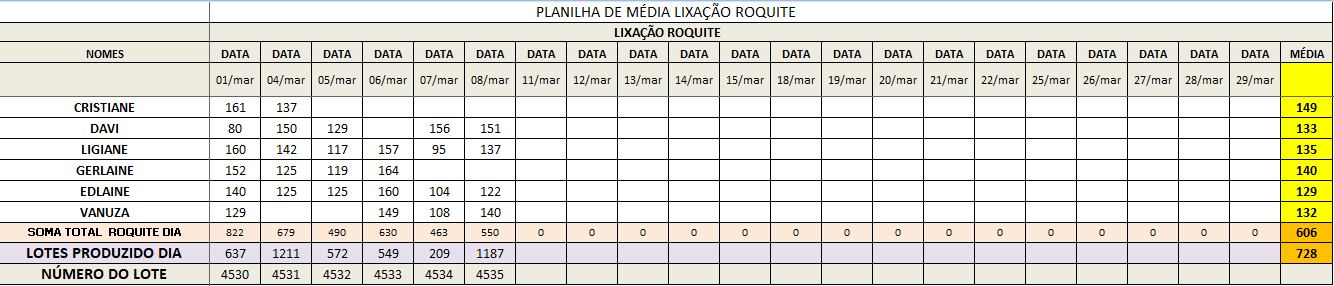 PLANILHA DE MÉDIA LIXAÇÃO ROQUITE
LIXAÇÃO ROQUITE
NOMES DATA DATA DATA DATA DATA DATA DATA DATA DATA DATA DATA DATA DATA DATA DATA DATA DATA DATA DATA DATA DATA MÉDIA
01/mar 04/mar 05/mar 06/mar 07/mar 08/mar 11/mar 12/mar 13/mar 14/mar 15/mar 18/mar 19/mar 20/mar 21/mar 22/mar 25/mar 26/mar 27/mar 28/mar 29/mar
CRISTIANE 161 137 149
DAVI 80 150 129 156 151 133
LIGIANE 160 142 117 157 95 137 135
GERLAINE 152 125 119 164 140
EDLAINE 140 125 125 160 104 122 129
VANUZA 129 149 108 140 132
SOMA TOTAL ROQUITE DIA 822 679 490 630 463 550 0 0 0 0 0 0 0 0 0 0 0 0 0 0 0 606
LOTES PRODUZIDO DIA 637 1211 572 549 209 1187 728
NÚMERO DO LOTE 4530 4531 4532 4533 4534 4535